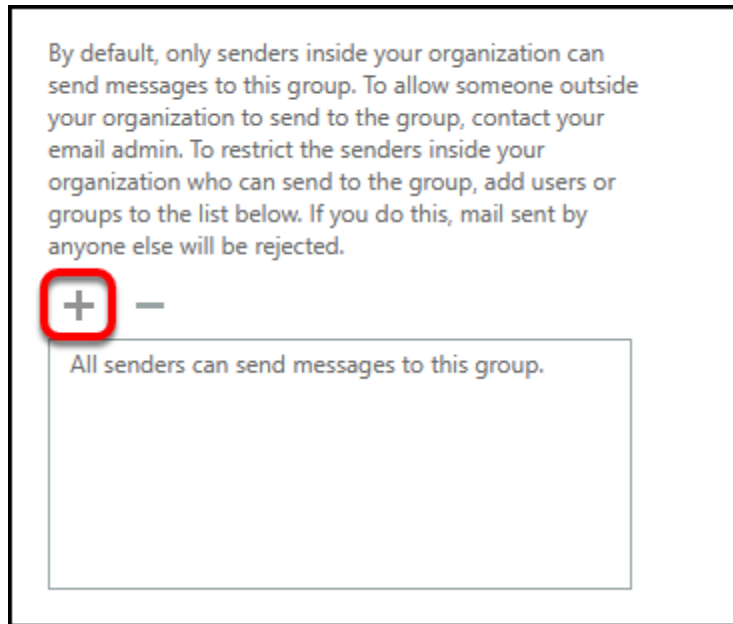 By default, only senders inside your organization can
send messages to this group. To allow someone outside
your organization to send to the group, contact your
email admin. To restrict the senders inside your
organization who can send to the group, add users or
groups to the list below. If you do this, mail sent by
anyone else will be rejected.
+ −
All senders can send messages to this group.